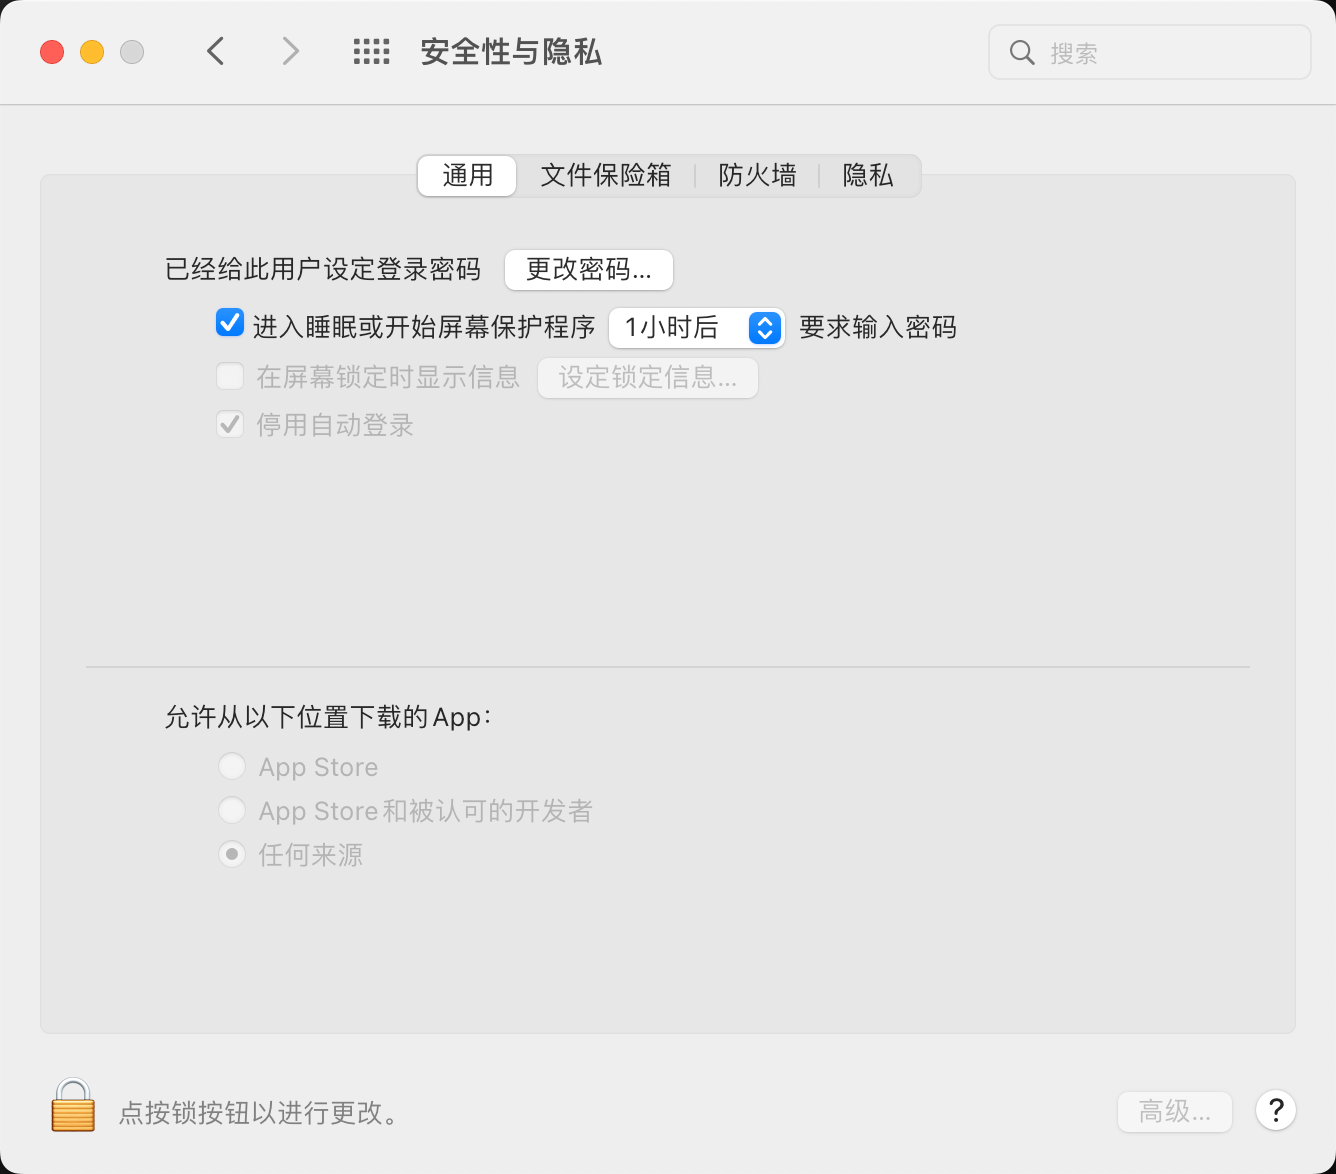 安全性与隐私
搜索
通用 文件保险箱 防火墙 隐私
已经给此用户设定登录密码 更改密码...
进入睡眠或开始屏幕保护程序 1小时后 要求输入密码
在屏幕锁定时显示信息 设定锁定信息...
停用自动登录
允许从以下位置下载的App：
App Store
App Store和被认可的开发者
任何来源
点按锁按钮以进行更改。
高级... ?